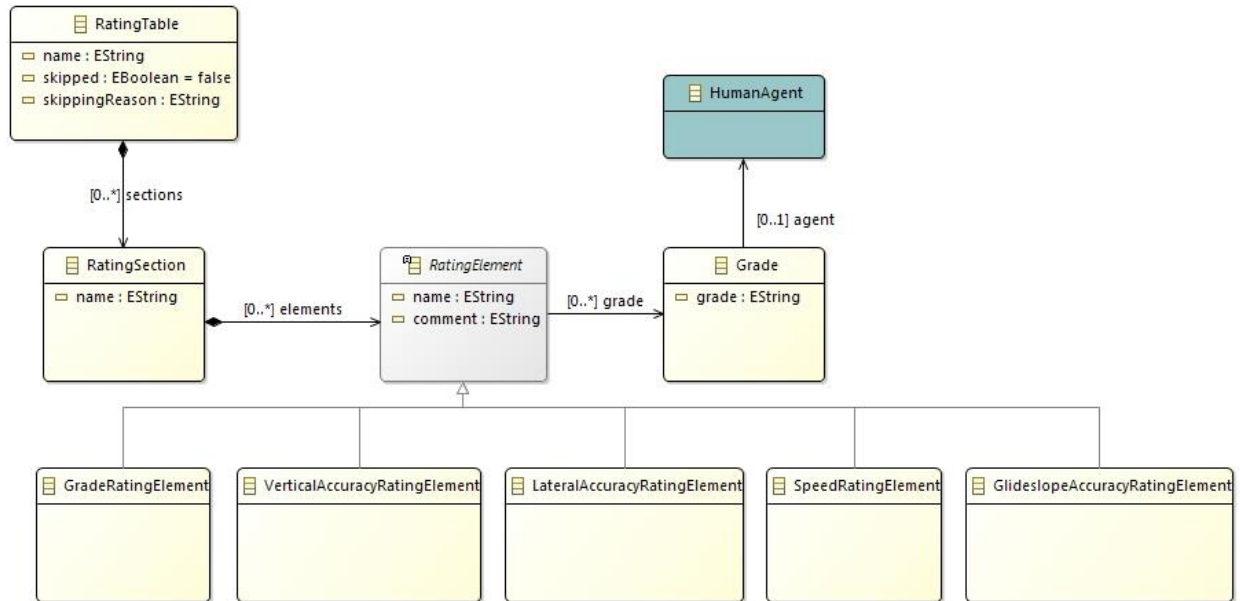 RatingTable
name : EString
skipped : EBoolean = false
skippingReason : EString
HumanAgent
[0..*] sections
[0..1] agent
RatingSection
name : EString
[0..*] elements
RatingElement
name : EString
comment : EString
[0..*] grade
Grade
grade : EString
GradeRatingElement
VerticalAccuracyRatingElement
LateralAccuracyRatingElement
SpeedRatingElement
GlideslopeAccuracyRatingElement